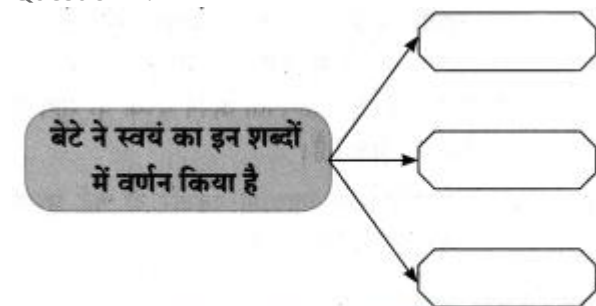 बेटे ने स्वयं का इन शब्दों
में वर्णन किया है